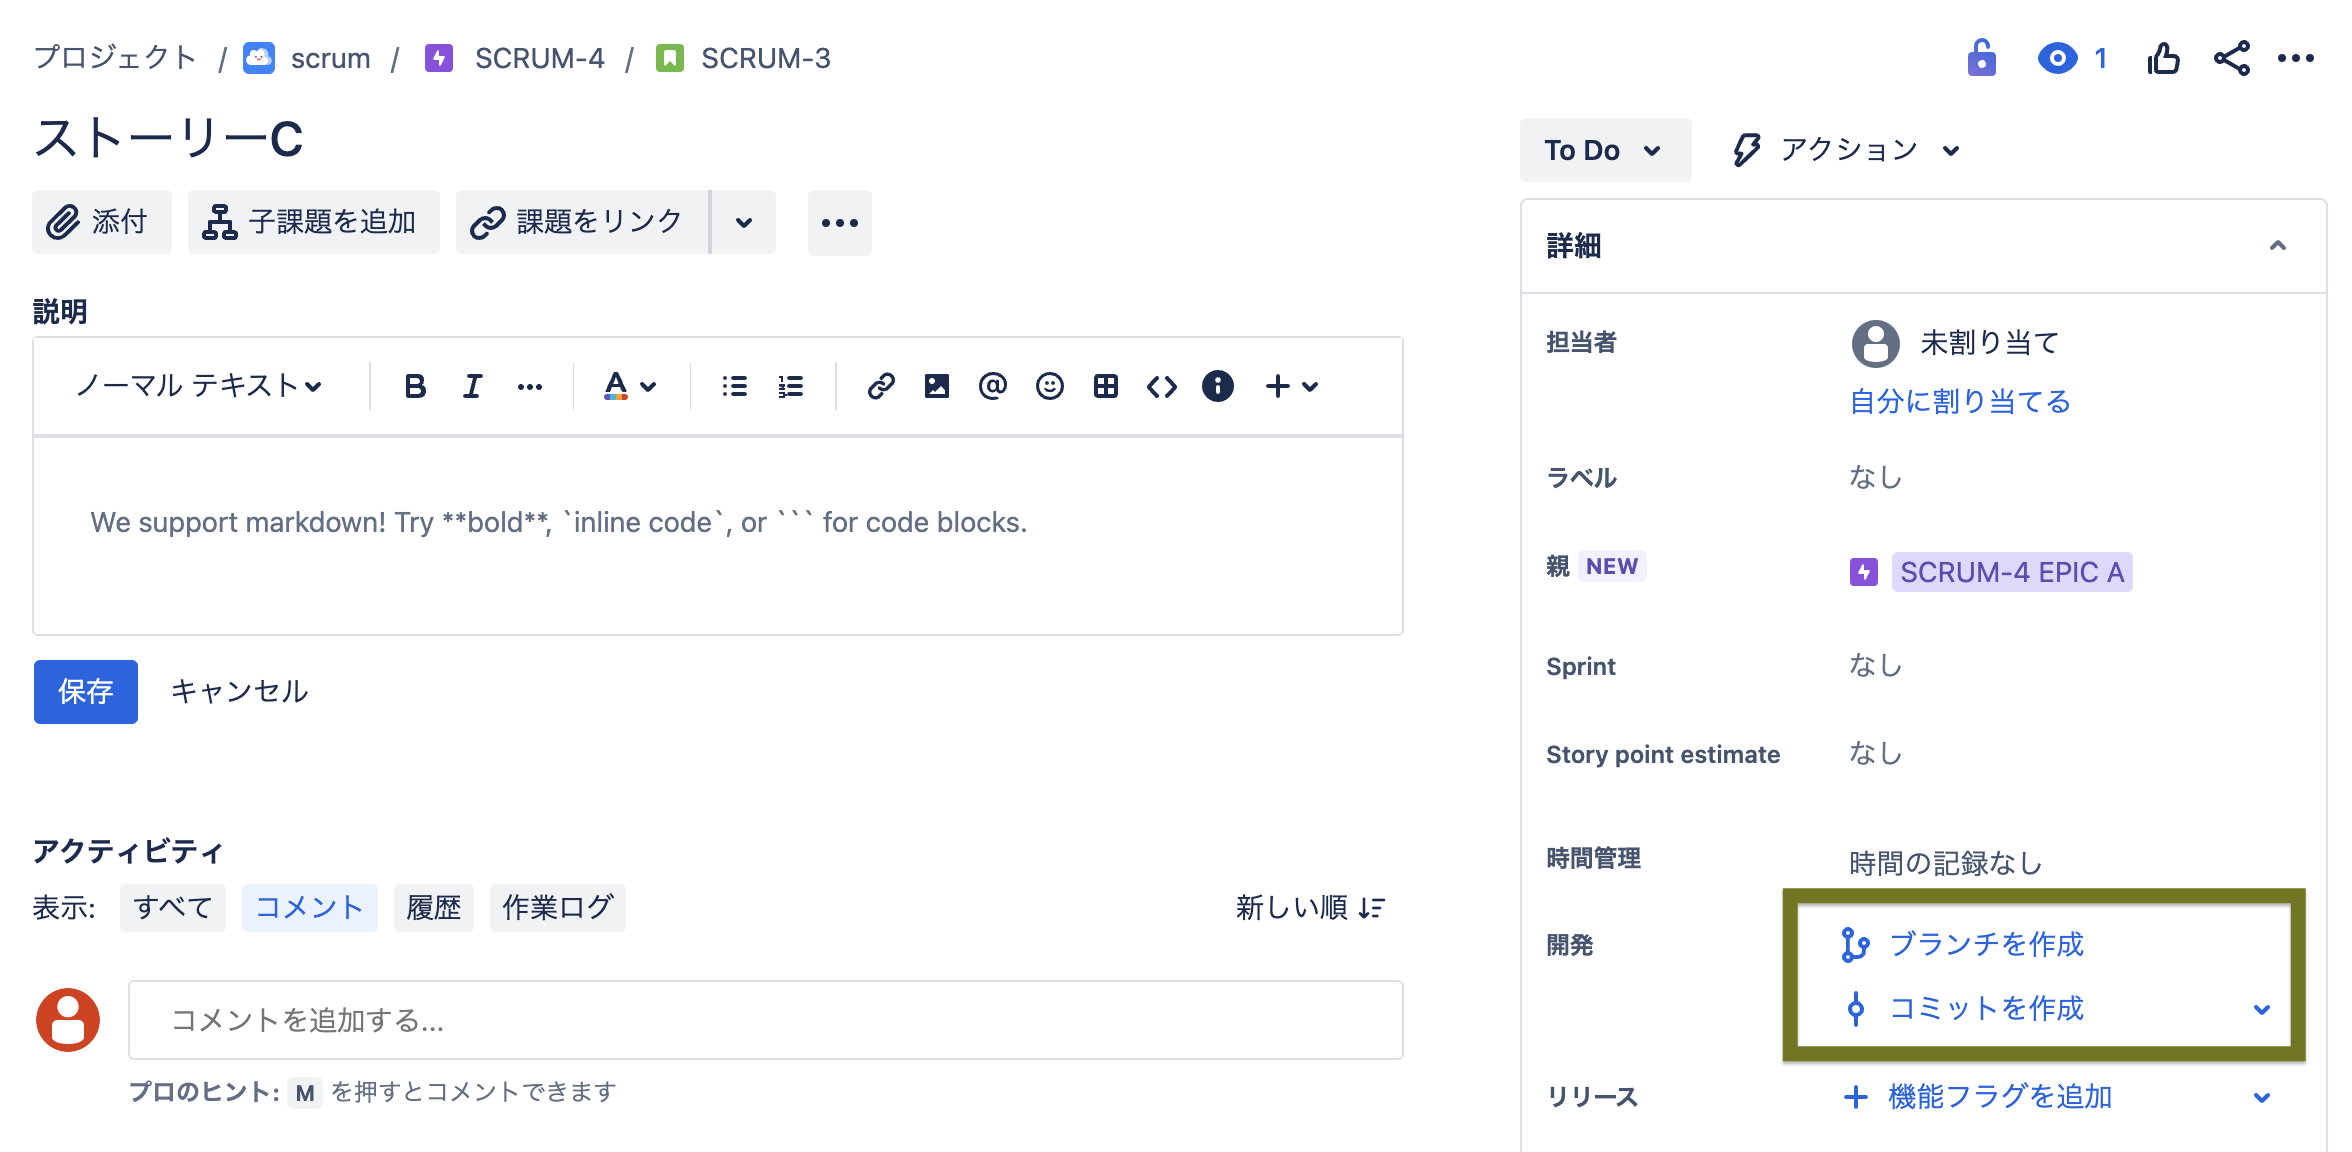 プロジェクト / scrum / SCRUM-4 / SCRUM-3
1
ストーリーC
添付 子課題を追加 課題をリンク
説明
ノーマル テキスト B I A @ +
We support markdown! Try **bold**, `inline code`, or ``` for code blocks.
保存 キャンセル
アクティビティ
表示: すべて コメント 履歴 作業ログ 新しい順
コメントを追加する...
プロのヒント: M を押すとコメントできます
To Do アクション
詳細
担当者 未割り当て
自分に割り当てる
ラベル なし
親 NEW SCRUM-4 EPIC A
Sprint なし
Story point estimate なし
時間管理 時間の記録なし
開発 ブランチを作成
コミットを作成
リリース + 機能フラグを追加